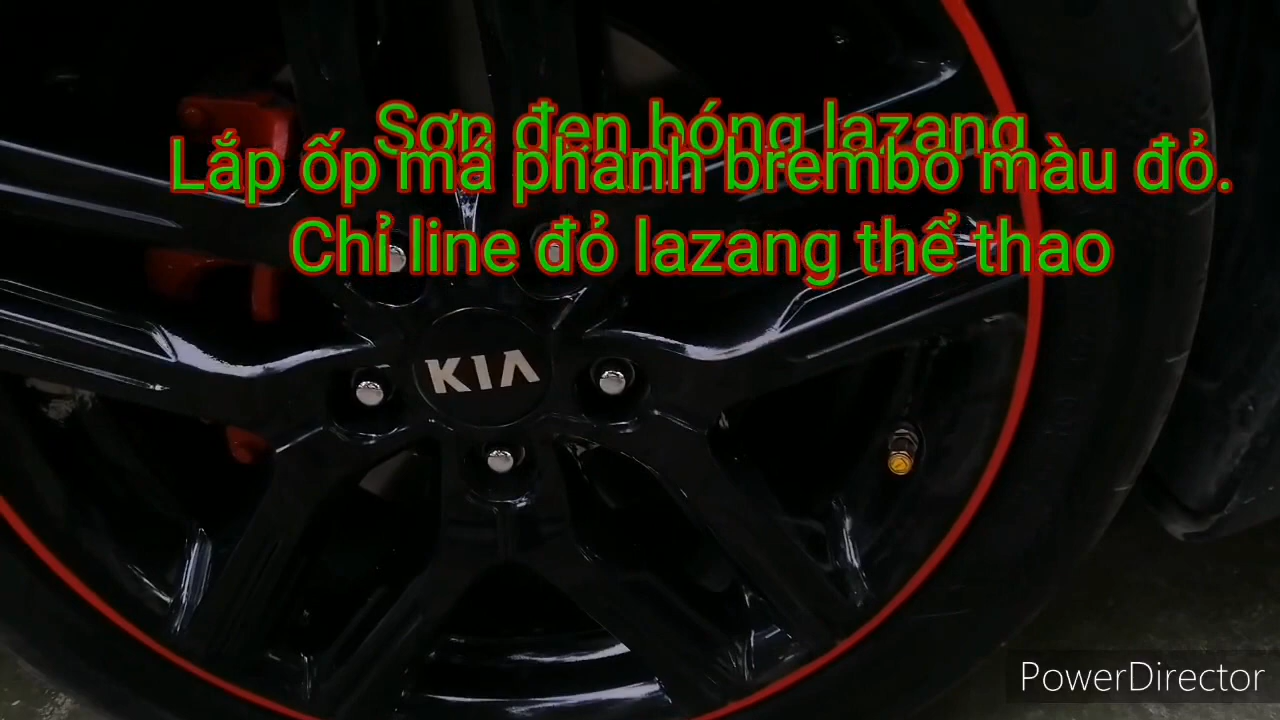 Sơn đen bóng lazang
Lắp ốp má phanh brembo màu đỏ.
Chỉ line đỏ lazang thể thao
KIA
PowerDirector